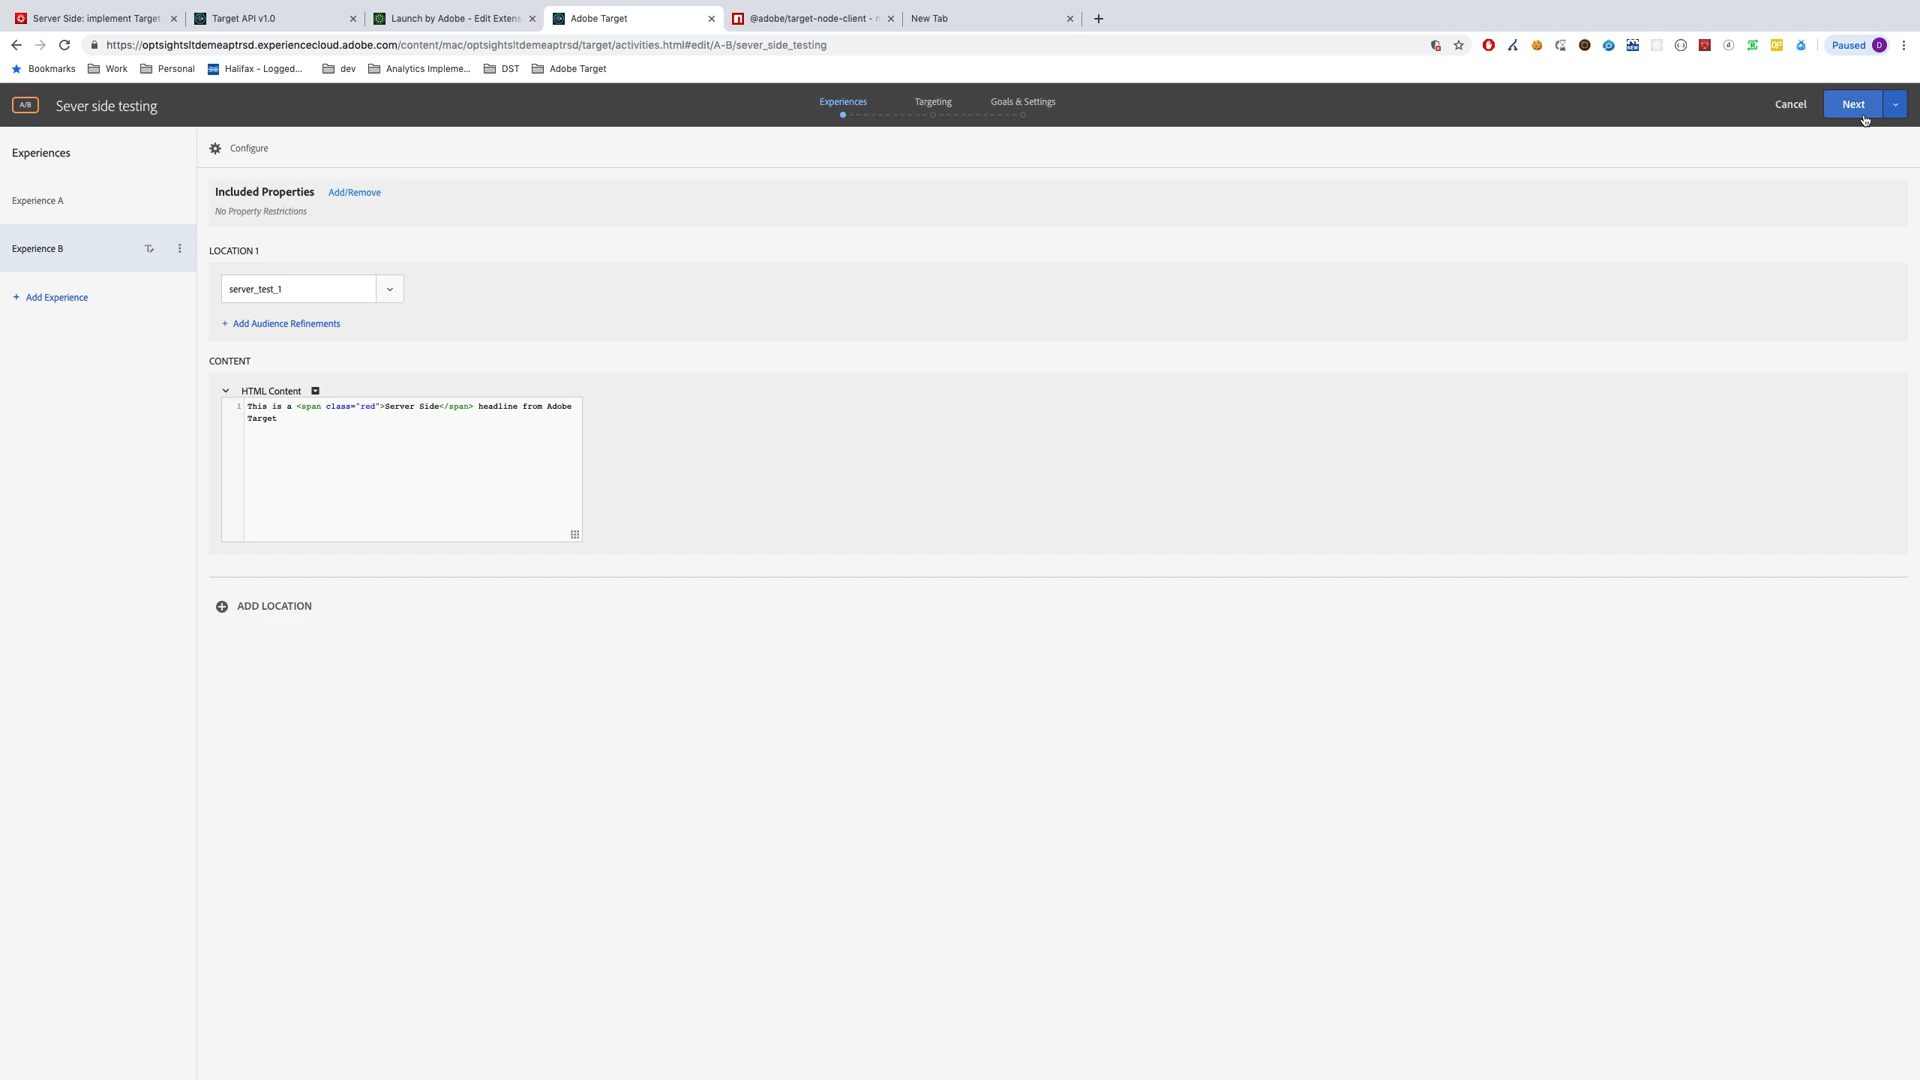 Server Side: implement Target
Target API v1.0
Launch by Adobe - Edit Extens
Adobe Target
@adobe/target-node-client - n
New Tab
https://optsightsltdemeaptrsd.experiencecloud.adobe.com/content/mac/optsightsltdemeaptrsd/target/activities.html#edit/A-B/sever_side_testing
Paused D
Bookmarks
Work
Personal
Halifax - Logged...
dev
Analytics Impleme...
DST
Adobe Target
A/B
Sever side testing
Experiences
Targeting
Goals & Settings
Cancel
Next
Experiences
Configure
Included Properties Add/Remove
No Property Restrictions
Experience A
Experience B
+ Add Experience
LOCATION 1
server_test_1
+ Add Audience Refinements
CONTENT
HTML Content
1 This is a <span class="red">Server Side</span> headline from Adobe
Target
ADD LOCATION